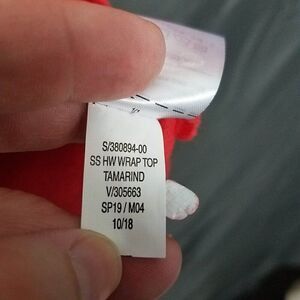 S/380894-00
SS HW WRAP TOP
TAMARIND
V/305663
SP19 / M04
10/18